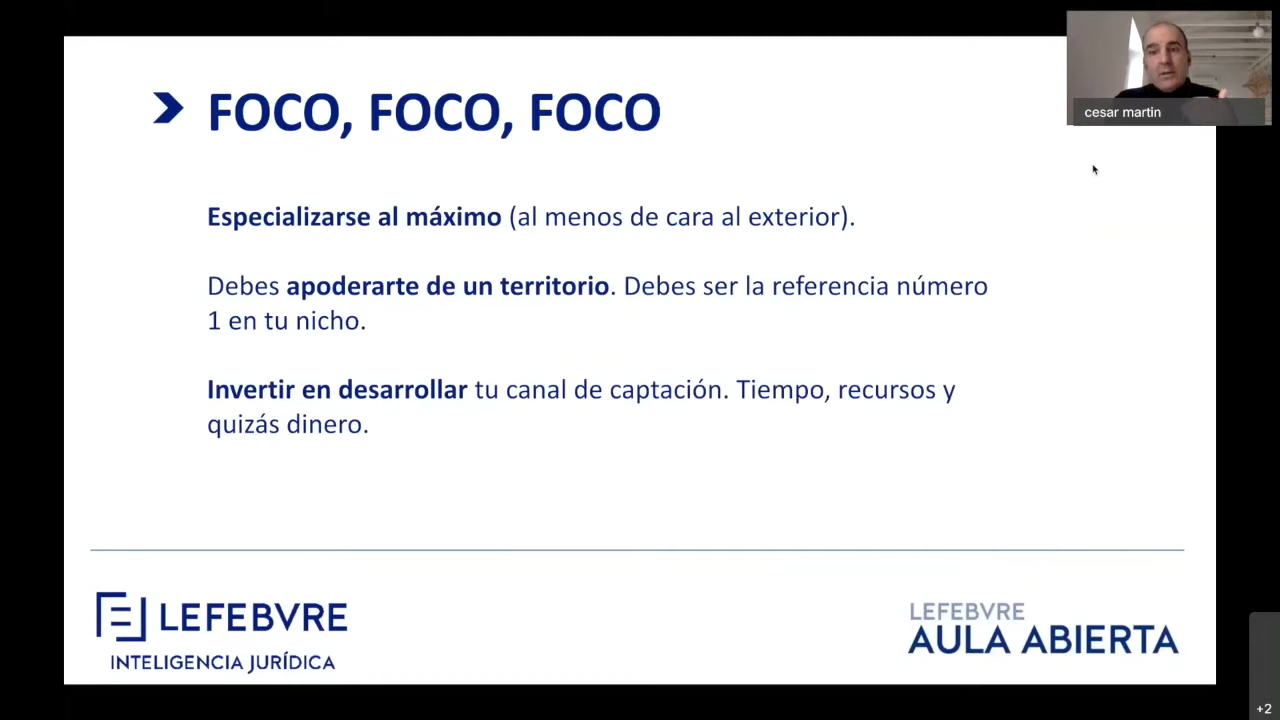 FOCO, FOCO, FOCO
cesar martin
Especializarse al máximo (al menos de cara al exterior).
Debes apoderarte de un territorio. Debes ser la referencia número
1 en tu nicho.
Invertir en desarrollar tu canal de captación. Tiempo, recursos y
quizás dinero.
LEFEBVRE
INTELIGENCIA JURÍDICA
LEFEBVRE
AULA ABIERTA
+2